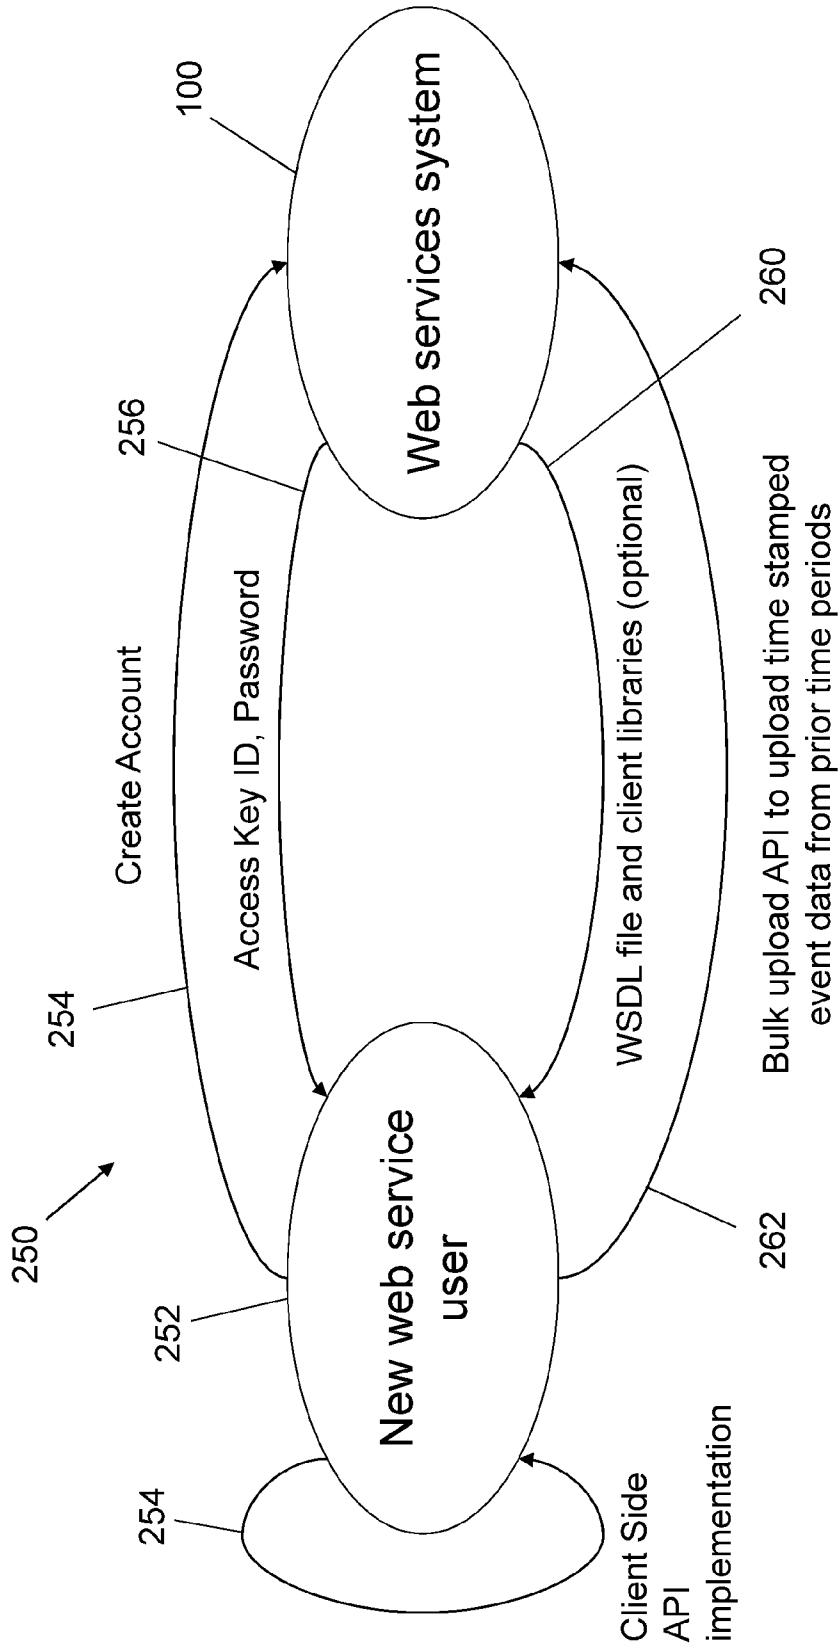 250
254
Create Account
256
100
252
Access Key ID, Password
254
New web service
user
Web services system
Client Side
API
implementation
WSDL file and client libraries (optional)
262
260
Bulk upload API to upload time stamped
event data from prior time periods